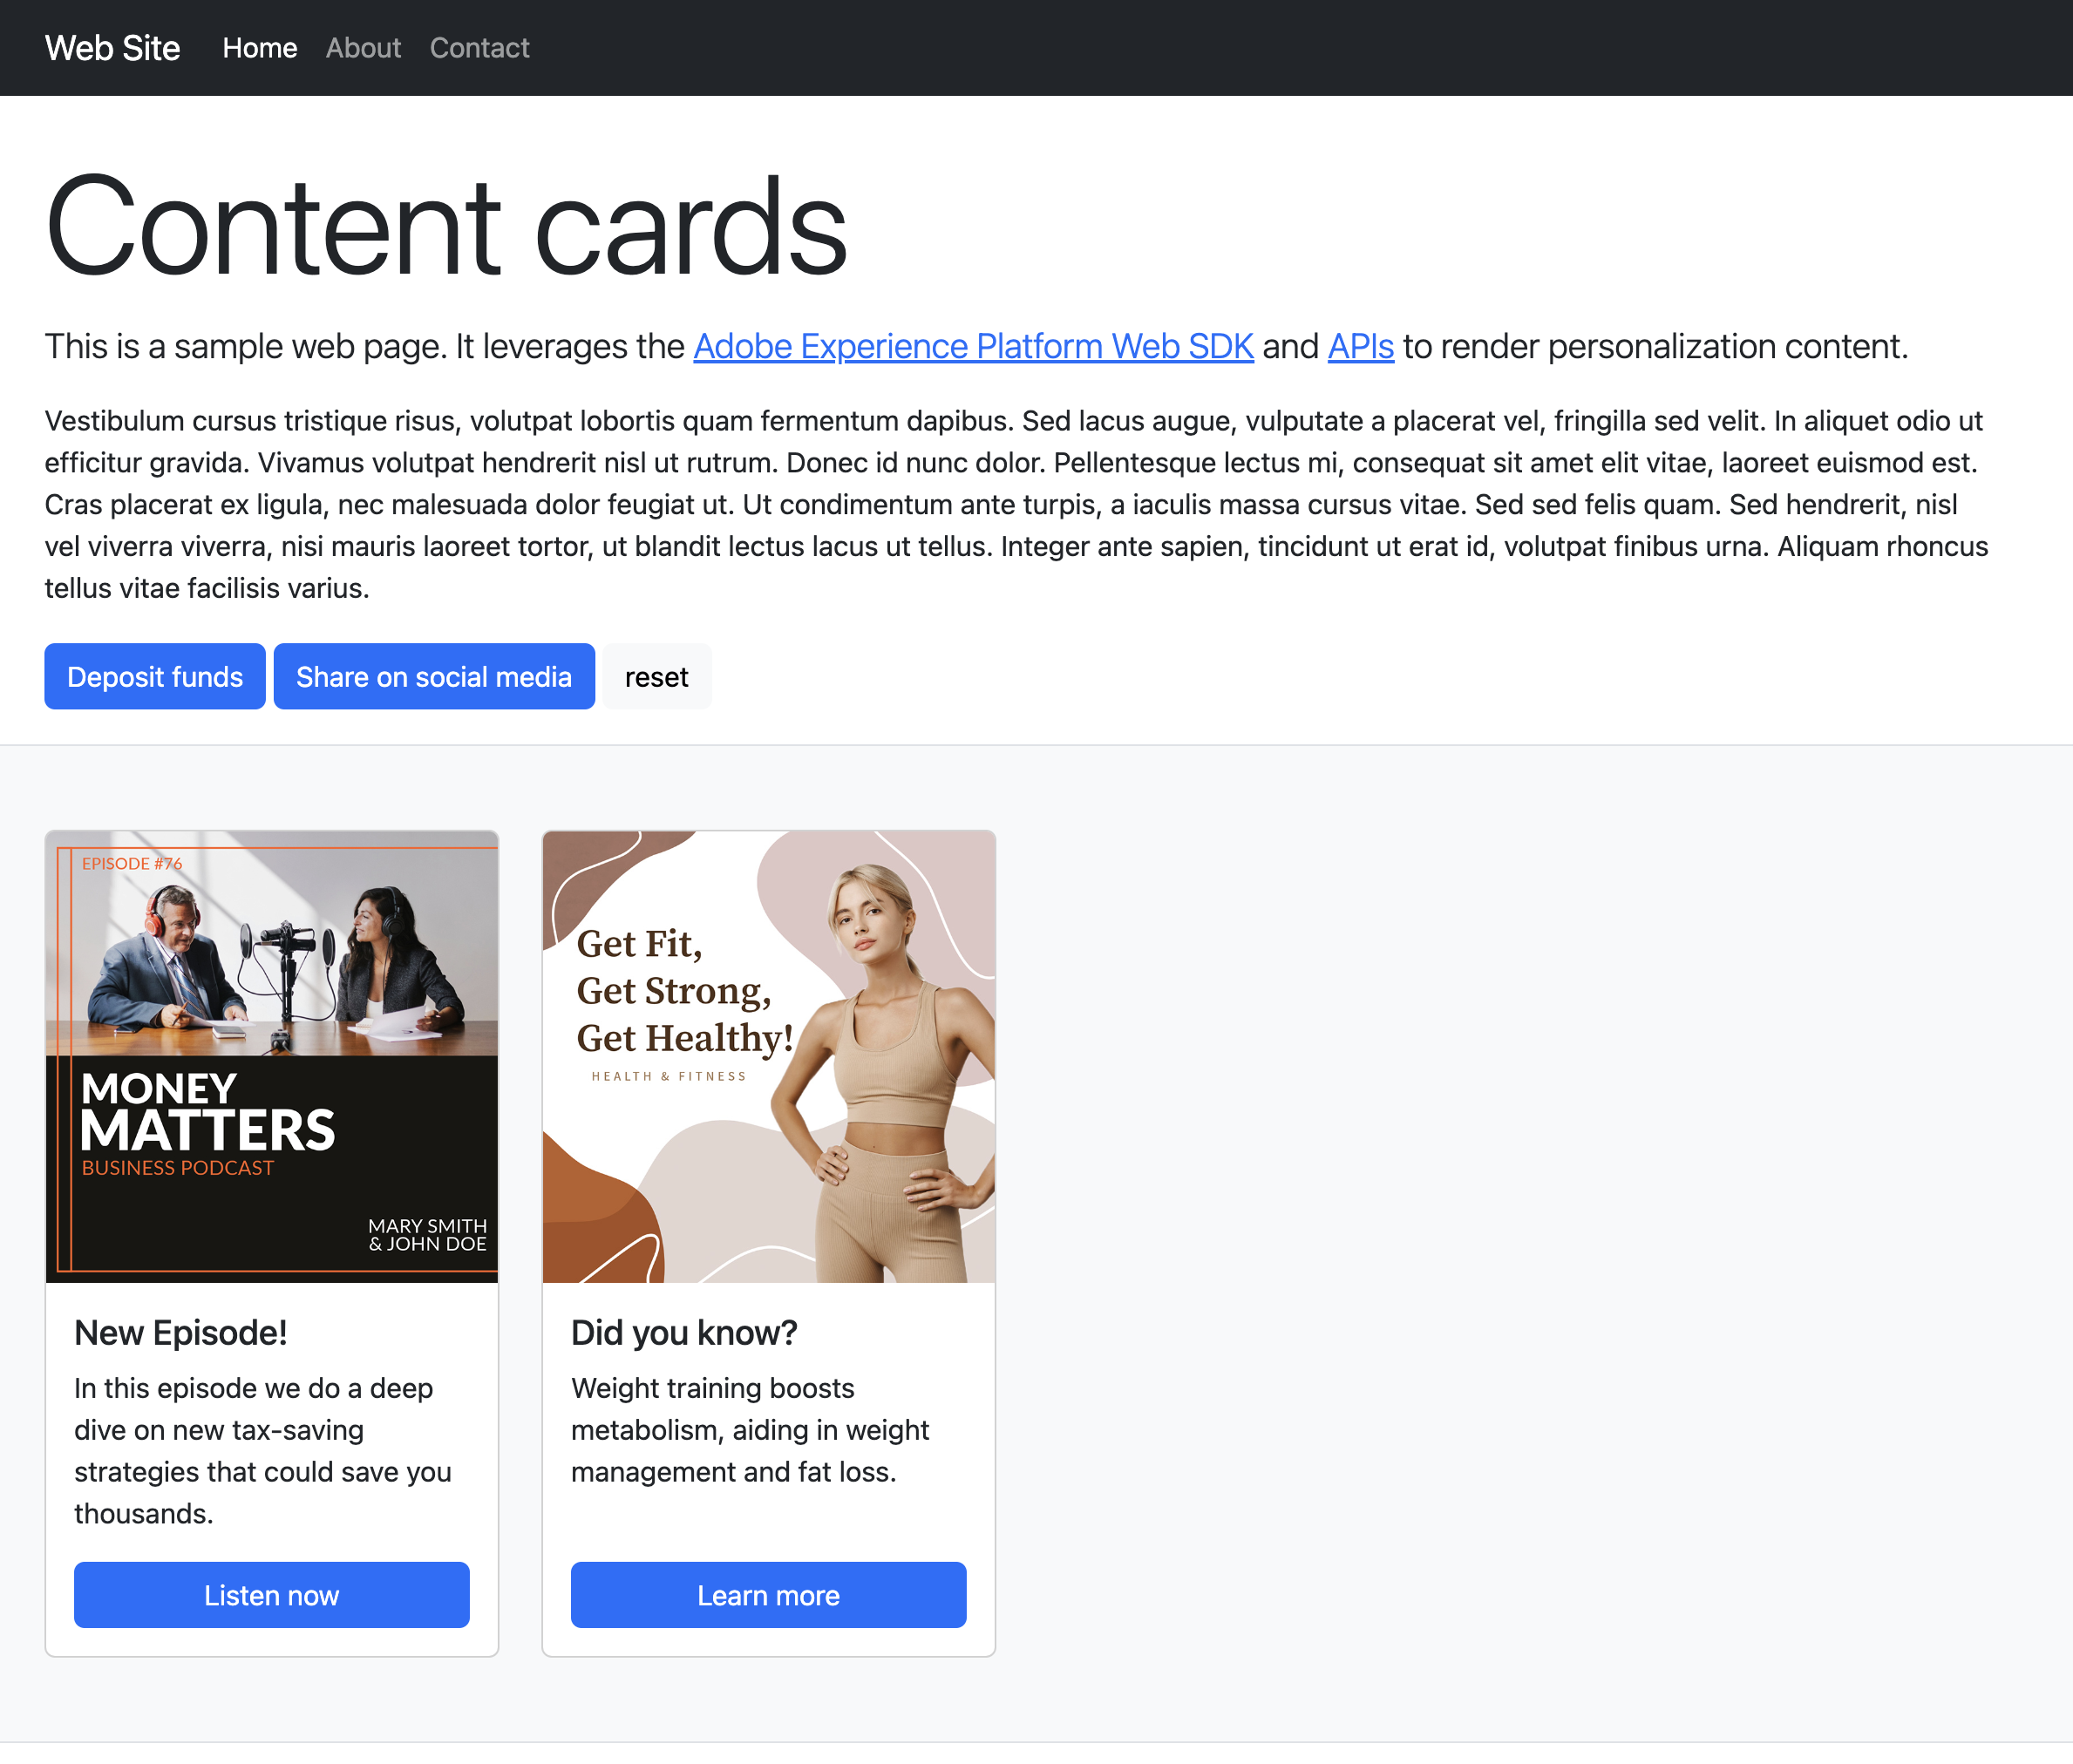 Web Site Home About Contact
Content cards
This is a sample web page. It leverages the Adobe Experience Platform Web SDK and APIs to render personalization content.
Vestibulum cursus tristique risus, volutpat lobortis quam fermentum dapibus. Sed lacus augue, vulputate a placerat vel, fringilla sed velit. In aliquet odio ut
efficitur gravida. Vivamus volutpat hendrerit nisl ut rutrum. Donec id nunc dolor. Pellentesque lectus mi, consequat sit amet elit vitae, laoreet euismod est.
Cras placerat ex ligula, nec malesuada dolor feugiat ut. Ut condimentum ante turpis, a iaculis massa cursus vitae. Sed sed felis quam. Sed hendrerit, nisl
vel viverra viverra, nisi mauris laoreet tortor, ut blandit lectus lacus ut tellus. Integer ante sapien, tincidunt ut erat id, volutpat finibus urna. Aliquam rhoncus
tellus vitae facilisis varius.
Deposit funds Share on social media reset
EPISODE #76
MONEY
MATTERS
BUSINESS PODCAST
MARY SMITH
& JOHN DOE
New Episode!
In this episode we do a deep
dive on new tax-saving
strategies that could save you
thousands.
Listen now
Get Fit,
Get Strong,
Get Healthy!
HEALTH & FITNESS
Did you know?
Weight training boosts
metabolism, aiding in weight
management and fat loss.
Learn more